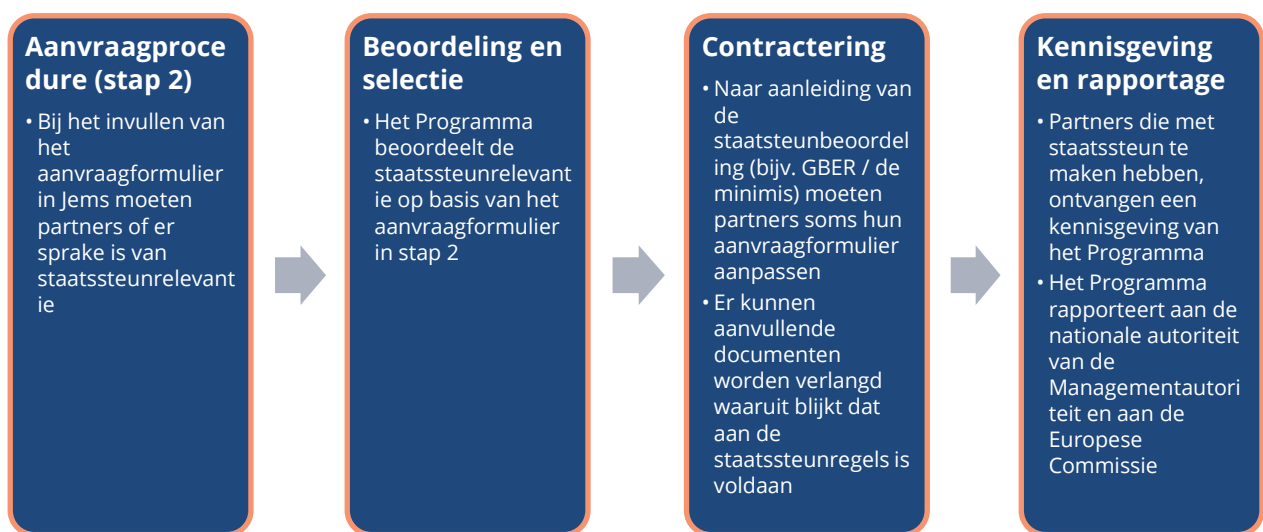 Aanvraagproce
dure (stap 2)
• Bij het invullen van
het
aanvraagformulier
in Jems moeten
partners of er
sprake is van
staatssteunrelevant
ie
Beoordeling en
selectie
• Het Programma
beoordeelt de
staatssteunrelevant
ie op basis van het
aanvraagformulier
in stap 2
Contractering
• Naar aanleiding van
de
staatsteunbeoordel
ing (bijv. GBER / de
minimis) moeten
partners soms hun
aanvraagformulier
aanpassen
• Er kunnen
aanvullende
documenten
worden verlangd
waaruit blijkt dat
aan de
staatssteunregels is
voldaan
Kennisgeving
en rapportage
• Partners die met
staatssteun te
maken hebben,
ontvangen een
kennisgeving van
het Programma
• Het Programma
rapporteert aan de
nationale autoriteit
van de
Managementautori
teit en aan de
Europese
Commissie